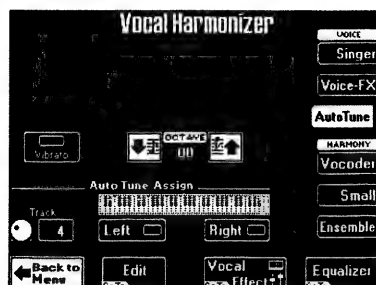 Vocal Harmonizer
VOICE
Singer
Voice-FX
AutoTune
HARMONY
Vocoder
Small
Ensemble
Vibrato
OCTAVE
00
Auto Tune Assign
Track
4
Left
Right
Back to
Menu
Edit
Vocal
Effect
Equalizer